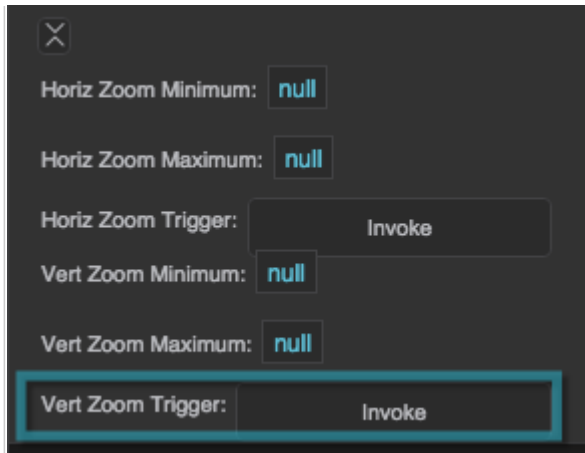 Horiz Zoom Minimum: null
Horiz Zoom Maximum: null
Horiz Zoom Trigger: Invoke
Vert Zoom Minimum: null
Vert Zoom Maximum: null
Vert Zoom Trigger: Invoke